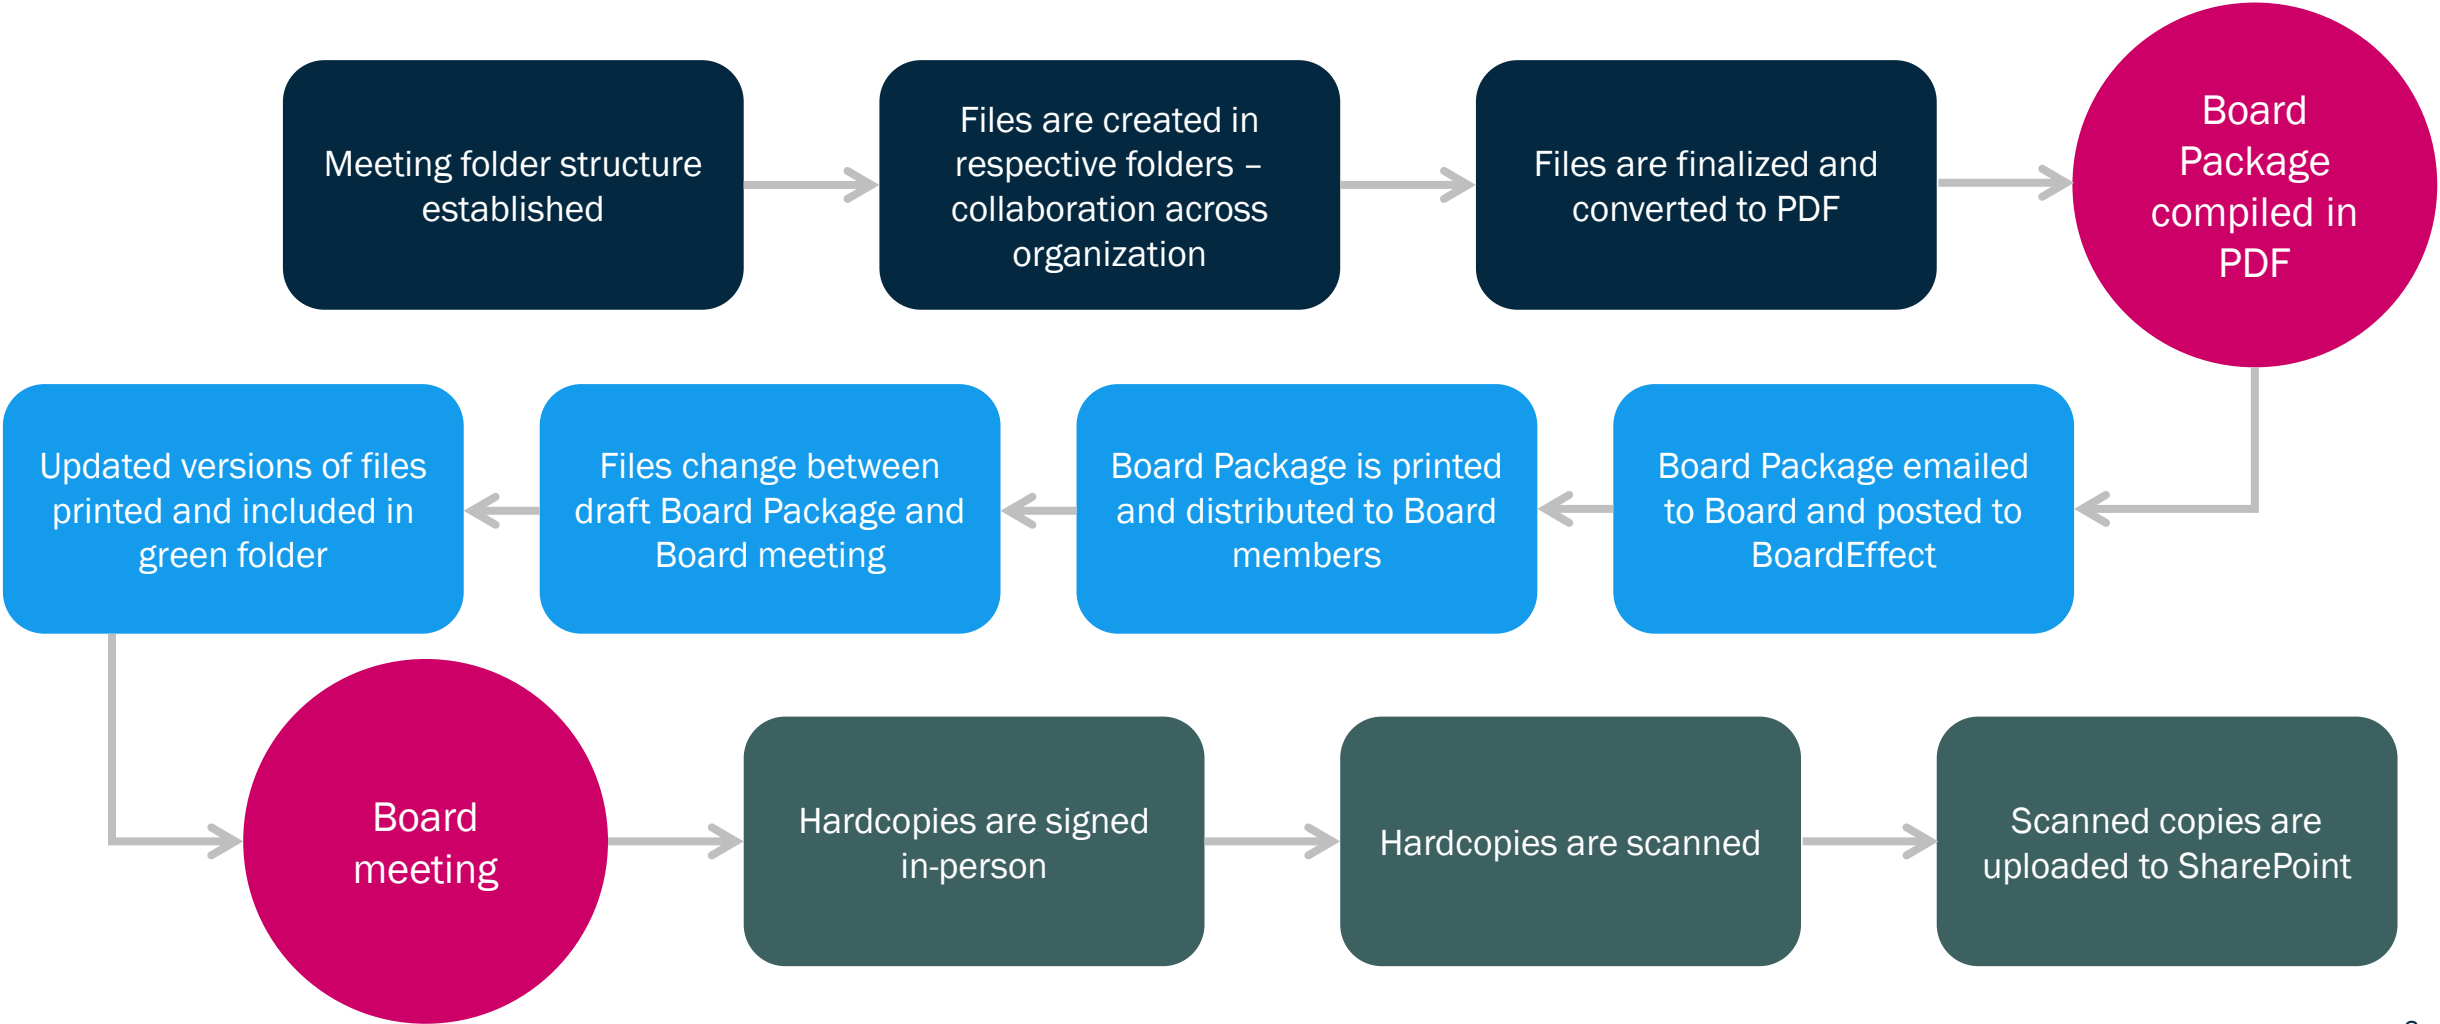 Meeting folder structure
established
Files are created in
respective folders –
collaboration across
organization
Files are finalized and
converted to PDF
Board
Package
compiled in
PDF
Board Package emailed
to Board and posted to
BoardEffect
Board Package is printed
and distributed to Board
members
Files change between
draft Board Package and
Board meeting
Updated versions of files
printed and included in
green folder
Board
meeting
Hardcopies are signed
in-person
Hardcopies are scanned
Scanned copies are
uploaded to SharePoint